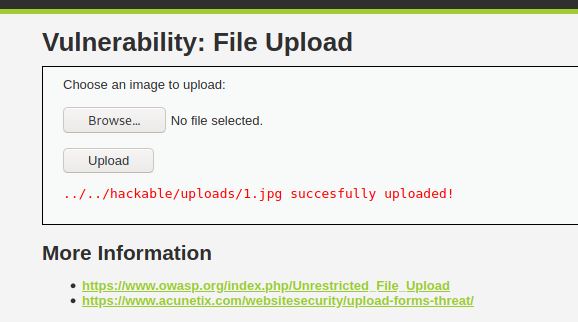 Vulnerability: File Upload
Choose an image to upload:
Browse... No file selected.
Upload
../../hackable/uploads/1.jpg succesfully uploaded!
More Information
https://www.owasp.org/index.php/Unrestricted_File_Upload
https://www.acunetix.com/websitesecurity/upload-forms-threat/